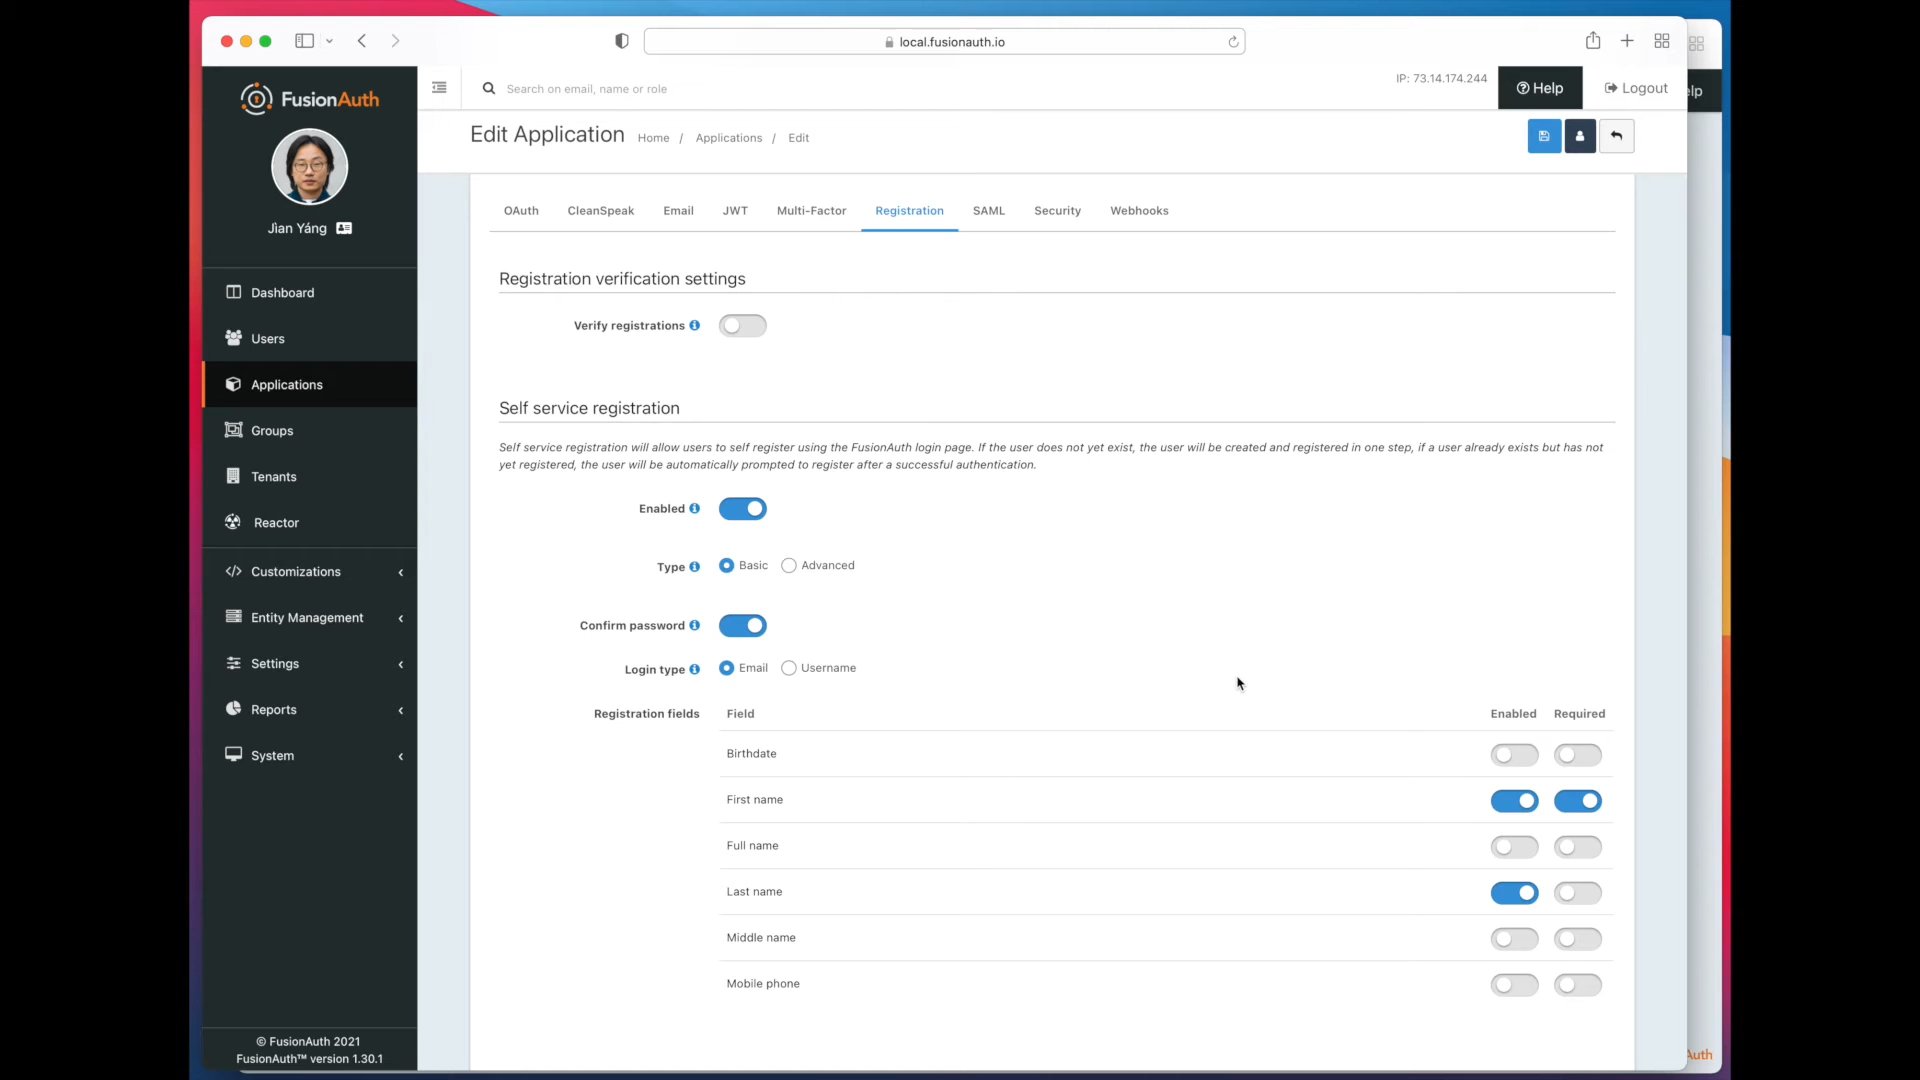 local.fusionauth.io
FusionAuth
Search on email, name or role
IP: 73.14.174.244
Help
Logout
elp
Edit Application
Home / Applications / Edit
Jìan Yáng
Dashboard
Users
Applications
Groups
Tenants
Reactor
Customizations
Entity Management
Settings
Reports
System
© FusionAuth 2021
FusionAuth™ version 1.30.1
OAuth CleanSpeak Email JWT Multi-Factor Registration SAML Security Webhooks
Registration verification settings
Verify registrations
Self service registration
Self service registration will allow users to self register using the FusionAuth login page. If the user does not yet exist, the user will be created and registered in one step, if a user already exists but has not
yet registered, the user will be automatically prompted to register after a successful authentication.
Enabled
Type Basic Advanced
Confirm password
Login type Email Username
Registration fields Field Enabled Required
Birthdate
First name
Full name
Last name
Middle name
Mobile phone
Auth